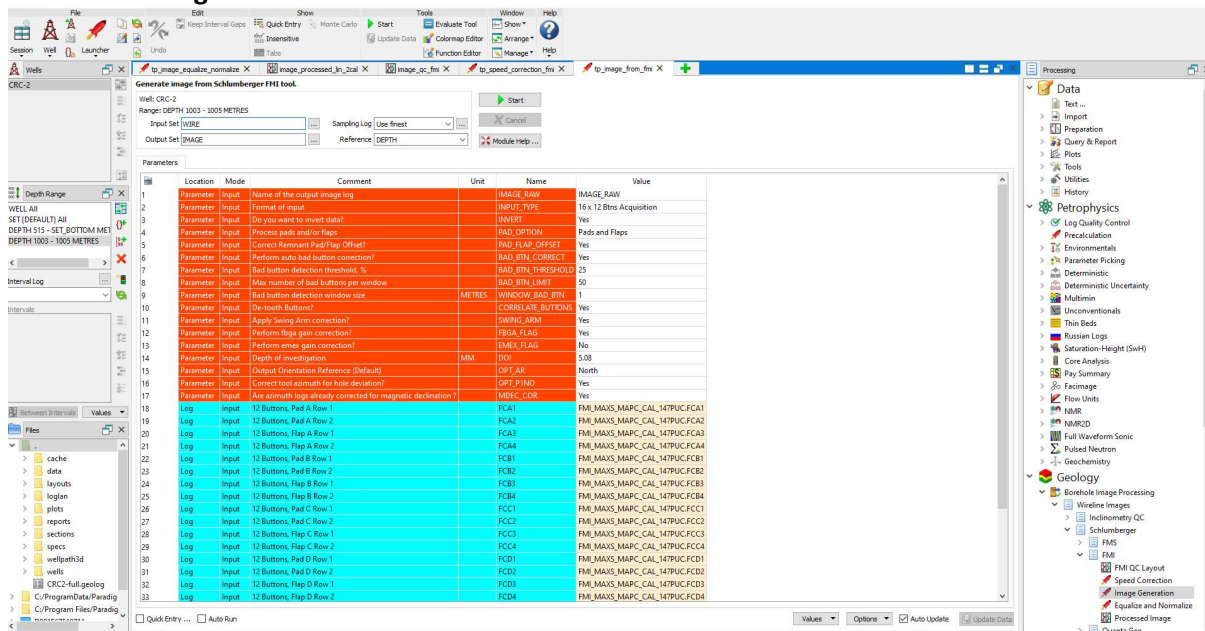 File Edit Show Tools Window Help
Session Well Launcher
Undo
Keep Interval Gaps
Quick Entry Monte Carlo
Insensitive
Tabs
Start Evaluate Tool
Update Data Colormap Editor
Function Editor
Show
Arrange
Manage
Help
Wells
CRC-2
tp_image_equalize_normalize image_processed_lin_2cal image_qc_fmi tp_speed_correction_fmi tp_image_from_fmi
Generate image from Schlumberger FMI tool.
Well: CRC-2
Range: DEPTH 1003 - 1005 METRES
Input Set WIRE ... Sampling Log Use finest ...
Output Set IMAGE ... Reference DEPTH
Start
Cancel
Module Help ...
Parameters
Location Mode Comment Unit Name Value
1 Parameter Input Name of the output image log IMAGE_RAW IMAGE_RAW
2 Parameter Input Format of input INPUT_TYPE 16 x 12 Btns Acquisition
3 Parameter Input Do you want to invert data? INVERT Yes
4 Parameter Input Process pads and/or flaps PAD_OPTION Pads and Flaps
5 Parameter Input Correct Remnant Pad/Flap Offset? PAD_FLAP_OFFSET Yes
6 Parameter Input Perform auto bad button correction? BAD_BTN_CORRECT Yes
7 Parameter Input Bad button detection threshold, % BAD_BTN_THRESHOLD 25
8 Parameter Input Max number of bad buttons per window BAD_BTN_LIMIT 50
9 Parameter Input Bad button detection window size METRES WINDOW_BAD_BTN 1
10 Parameter Input De-tooth Buttons? CORRELATE_BUTTONS Yes
11 Parameter Input Apply Swing Arm correction? SWING_ARM Yes
12 Parameter Input Perform fbga gain correction? FBGA_FLAG Yes
13 Parameter Input Perform emex gain correction? EMEX_FLAG No
14 Parameter Input Depth of investigation MM DOI 5.08
15 Parameter Input Output Orientation Reference (Default) OPT_AR North
16 Parameter Input Correct tool azimuth for hole deviation? OPT_P1NO Yes
17 Parameter Input Are azimuth logs already corrected for magnetic declination ? MDEC_COR Yes
18 Log Input 12 Buttons, Pad A Row 1 FCA1 FMI_MAXS_MAPC_CAL_147PUC.FCA1
19 Log Input 12 Buttons, Pad A Row 2 FCA2 FMI_MAXS_MAPC_CAL_147PUC.FCA2
20 Log Input 12 Buttons, Flap A Row 1 FCA3 FMI_MAXS_MAPC_CAL_147PUC.FCA3
21 Log Input 12 Buttons, Flap A Row 2 FCA4 FMI_MAXS_MAPC_CAL_147PUC.FCA4
22 Log Input 12 Buttons, Pad B Row 1 FCB1 FMI_MAXS_MAPC_CAL_147PUC.FCB1
23 Log Input 12 Buttons, Pad B Row 2 FCB2 FMI_MAXS_MAPC_CAL_147PUC.FCB2
24 Log Input 12 Buttons, Flap B Row 1 FCB3 FMI_MAXS_MAPC_CAL_147PUC.FCB3
25 Log Input 12 Buttons, Flap B Row 2 FCB4 FMI_MAXS_MAPC_CAL_147PUC.FCB4
26 Log Input 12 Buttons, Pad C Row 1 FCC1 FMI_MAXS_MAPC_CAL_147PUC.FCC1
27 Log Input 12 Buttons, Pad C Row 2 FCC2 FMI_MAXS_MAPC_CAL_147PUC.FCC2
28 Log Input 12 Buttons, Flap C Row 1 FCC3 FMI_MAXS_MAPC_CAL_147PUC.FCC3
29 Log Input 12 Buttons, Flap C Row 2 FCC4 FMI_MAXS_MAPC_CAL_147PUC.FCC4
30 Log Input 12 Buttons, Pad D Row 1 FCD1 FMI_MAXS_MAPC_CAL_147PUC.FCD1
31 Log Input 12 Buttons, Pad D Row 2 FCD2 FMI_MAXS_MAPC_CAL_147PUC.FCD2
32 Log Input 12 Buttons, Flap D Row 1 FCD3 FMI_MAXS_MAPC_CAL_147PUC.FCD3
33 Log Input 12 Buttons, Flap D Row 2 FCD4 FMI_MAXS_MAPC_CAL_147PUC.FCD4
Quick Entry ... Auto Run Values Options Auto Update Update Data
Depth Range
WELL All
SET(DEFAULT) All
DEPTH 515 - SET_BOTTOM MET
DEPTH 1003 - 1005 METRES
Interval Log
Intervals
Between Intervals Values
Files
.
cache
data
layouts
loglan
plots
reports
sections
specs
wellpath3d
wells
CRC2-full.geolog
C:/ProgramData/Paradig
C:/Program Files/Paradig
Processing
Data
Text ...
Import
Preparation
Query & Report
Plots
Tools
Utilities
History
Petrophysics
Log Quality Control
Precalculation
Environmentals
Parameter Picking
Deterministic
Deterministic Uncertainty
Multimin
Unconventionals
Thin Beds
Russian Logs
Saturation-Height (SwH)
Core Analysis
Pay Summary
Facimage
Flow Units
NMR
NMR2D
Full Waveform Sonic
Pulsed Neutron
Geochemistry
Geology
Borehole Image Processing
Wireline Images
Inclinometry QC
Schlumberger
FMS
FMI
FMI QC Layout
Speed Correction
Image Generation
Equalize and Normalize
Processed Image
Quanta Geo